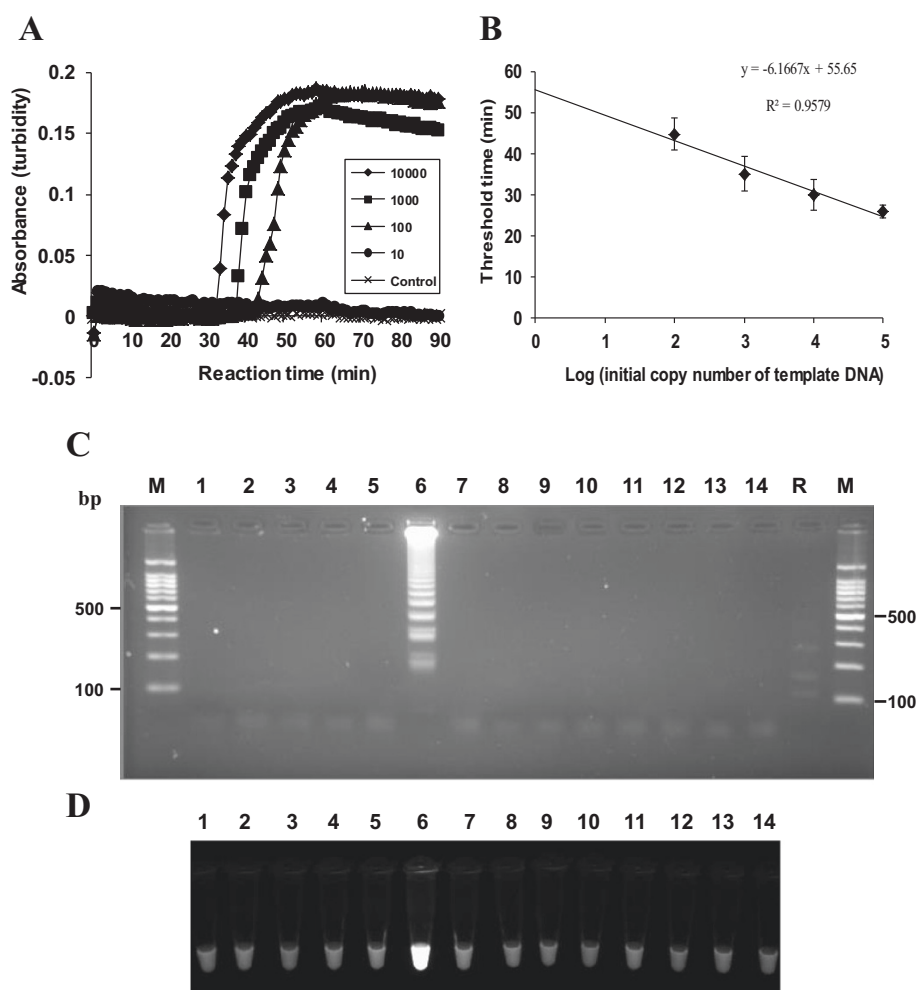 A
0.2
0.15
0.1
0.05
0
-0.05
Absorbance (turbidity)
0 10 20 30 40 50 60 70 80 90
Reaction time (min)
10000
1000
100
10
Control
B
y = -6.1667x + 55.65
R² = 0.9579
60
50
40
30
20
10
0
Threshold time (min)
0 1 2 3 4 5
Log (initial copy number of template DNA)
C
bp M 1 2 3 4 5 6 7 8 9 10 11 12 13 14 R M
500
100
500
100
D
1 2 3 4 5 6 7 8 9 10 11 12 13 14